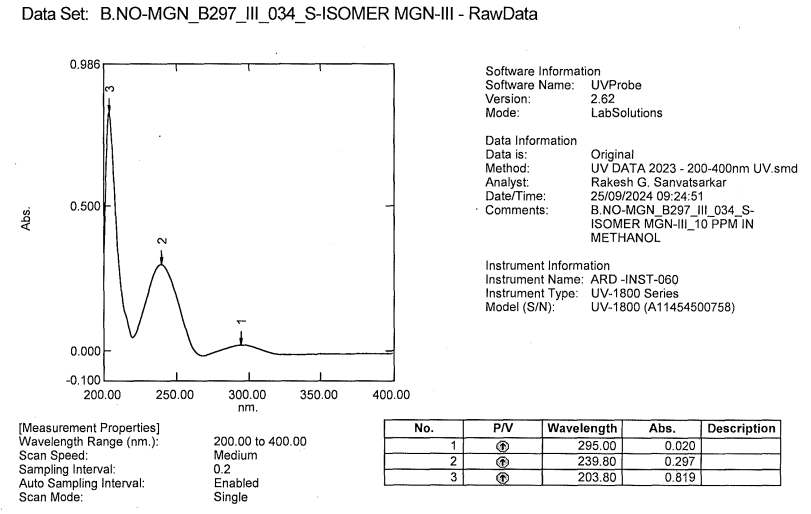 Data Set: B.NO-MGN_B297_III_034_S-ISOMER MGN-III - RawData
0.986
0.500
0.000
-0.100
Abs.
3
2
1
200.00 250.00 300.00 350.00 400.00
nm.
Software Information
Software Name: UVProbe
Version: 2.62
Mode: LabSolutions
Data Information
Data is: Original
Method: UV DATA 2023 - 200-400nm UV.smd
Analyst: Rakesh G. Sanvatsarkar
Date/Time: 25/09/2024 09:24:51
Comments: B.NO-MGN_B297_III_034_S-
ISOMER MGN-III_10 PPM IN
METHANOL
Instrument Information
Instrument Name: ARD -INST-060
Instrument Type: UV-1800 Series
Model (S/N): UV-1800 (A11454500758)
[Measurement Properties]
Wavelength Range (nm.): 200.00 to 400.00
Scan Speed: Medium
Sampling Interval: 0.2
Auto Sampling Interval: Enabled
Scan Mode: Single
No. P/V Wavelength Abs. Description
1 295.00 0.020
2 239.80 0.297
3 203.80 0.819